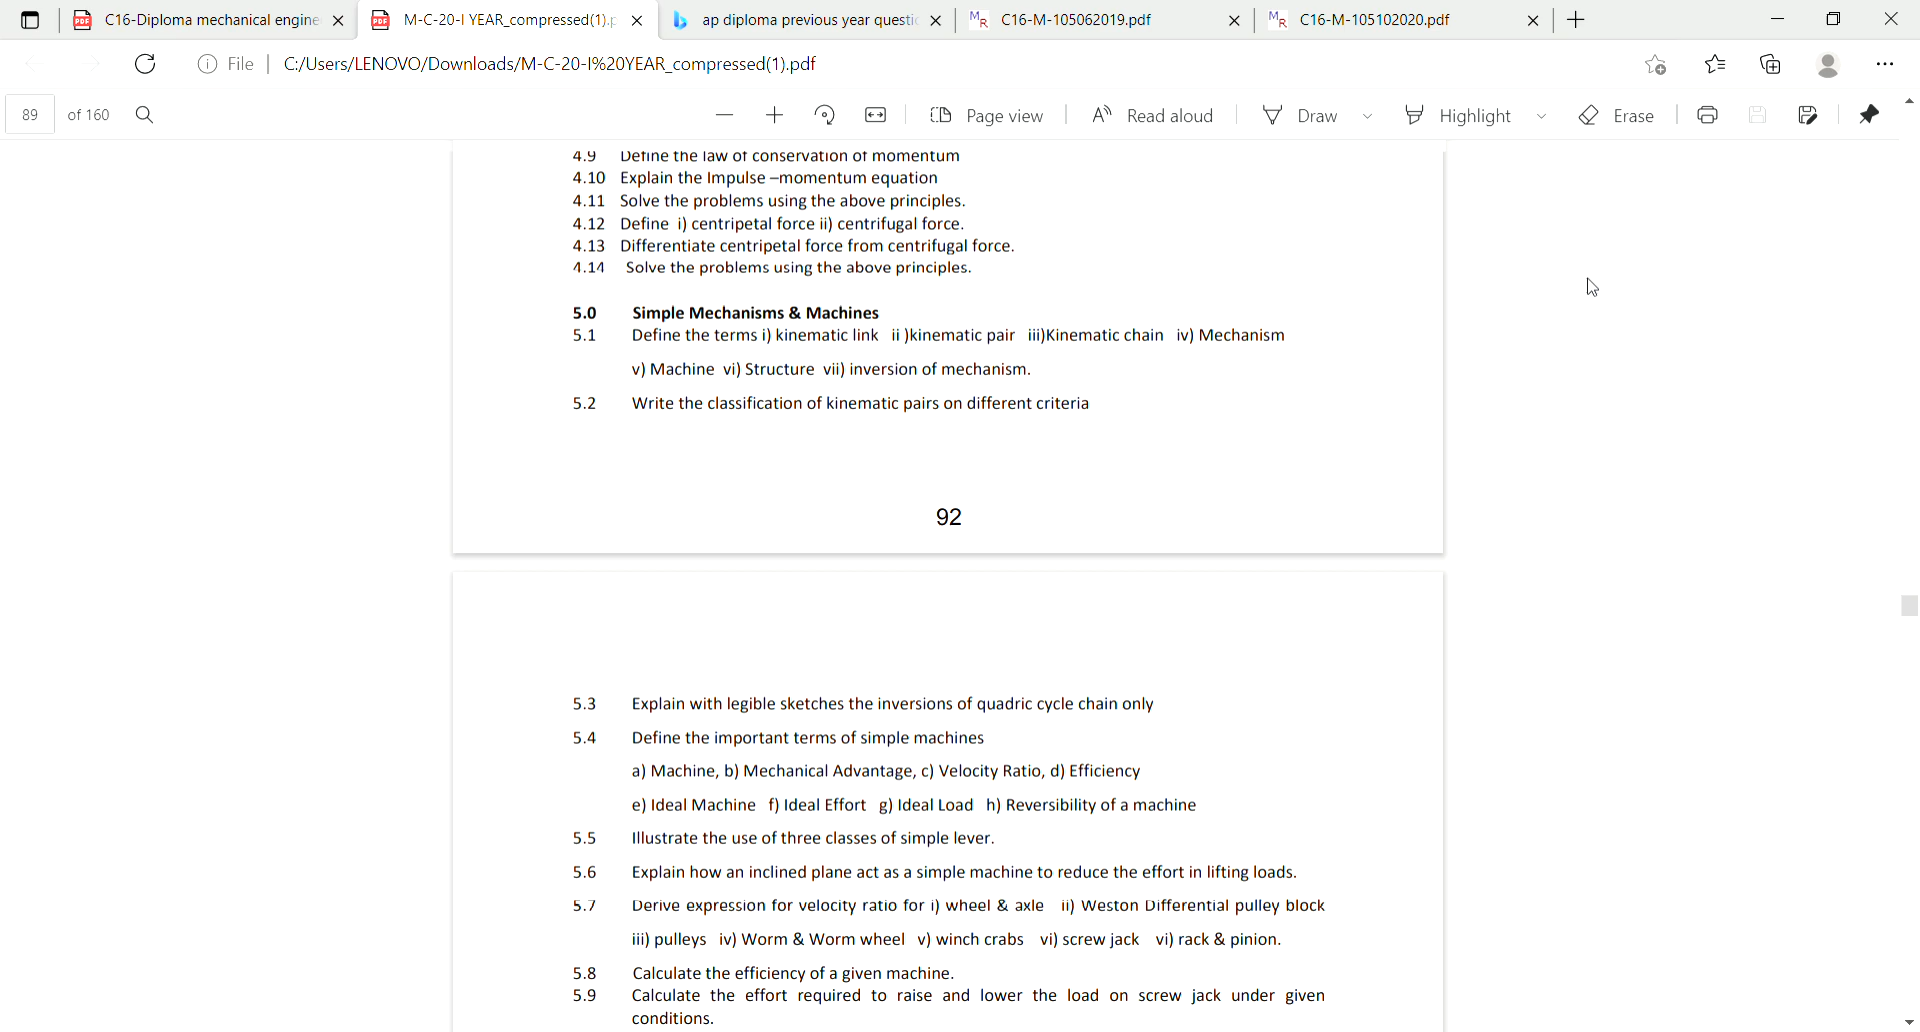 C16-Diploma mechanical engine
M-C-20-I YEAR_compressed(1).p
ap diploma previous year questic
C16-M-105062019.pdf
C16-M-105102020.pdf
File
C:/Users/LENOVO/Downloads/M-C-20-I%20YEAR_compressed(1).pdf
89 of 160
Page view
Read aloud
Draw
Highlight
Erase
4.9 Define the law of conservation of momentum
4.10 Explain the Impulse –momentum equation
4.11 Solve the problems using the above principles.
4.12 Define i) centripetal force ii) centrifugal force.
4.13 Differentiate centripetal force from centrifugal force.
4.14 Solve the problems using the above principles.
5.0 Simple Mechanisms & Machines
5.1 Define the terms i) kinematic link ii )kinematic pair iii)Kinematic chain iv) Mechanism
v) Machine vi) Structure vii) inversion of mechanism.
5.2 Write the classification of kinematic pairs on different criteria
92
5.3 Explain with legible sketches the inversions of quadric cycle chain only
5.4 Define the important terms of simple machines
a) Machine, b) Mechanical Advantage, c) Velocity Ratio, d) Efficiency
e) Ideal Machine f) Ideal Effort g) Ideal Load h) Reversibility of a machine
5.5 Illustrate the use of three classes of simple lever.
5.6 Explain how an inclined plane act as a simple machine to reduce the effort in lifting loads.
5.7 Derive expression for velocity ratio for i) wheel & axle ii) Weston Differential pulley block
iii) pulleys iv) Worm & Worm wheel v) winch crabs vi) screw jack vi) rack & pinion.
5.8 Calculate the efficiency of a given machine.
5.9 Calculate the effort required to raise and lower the load on screw jack under given
conditions.